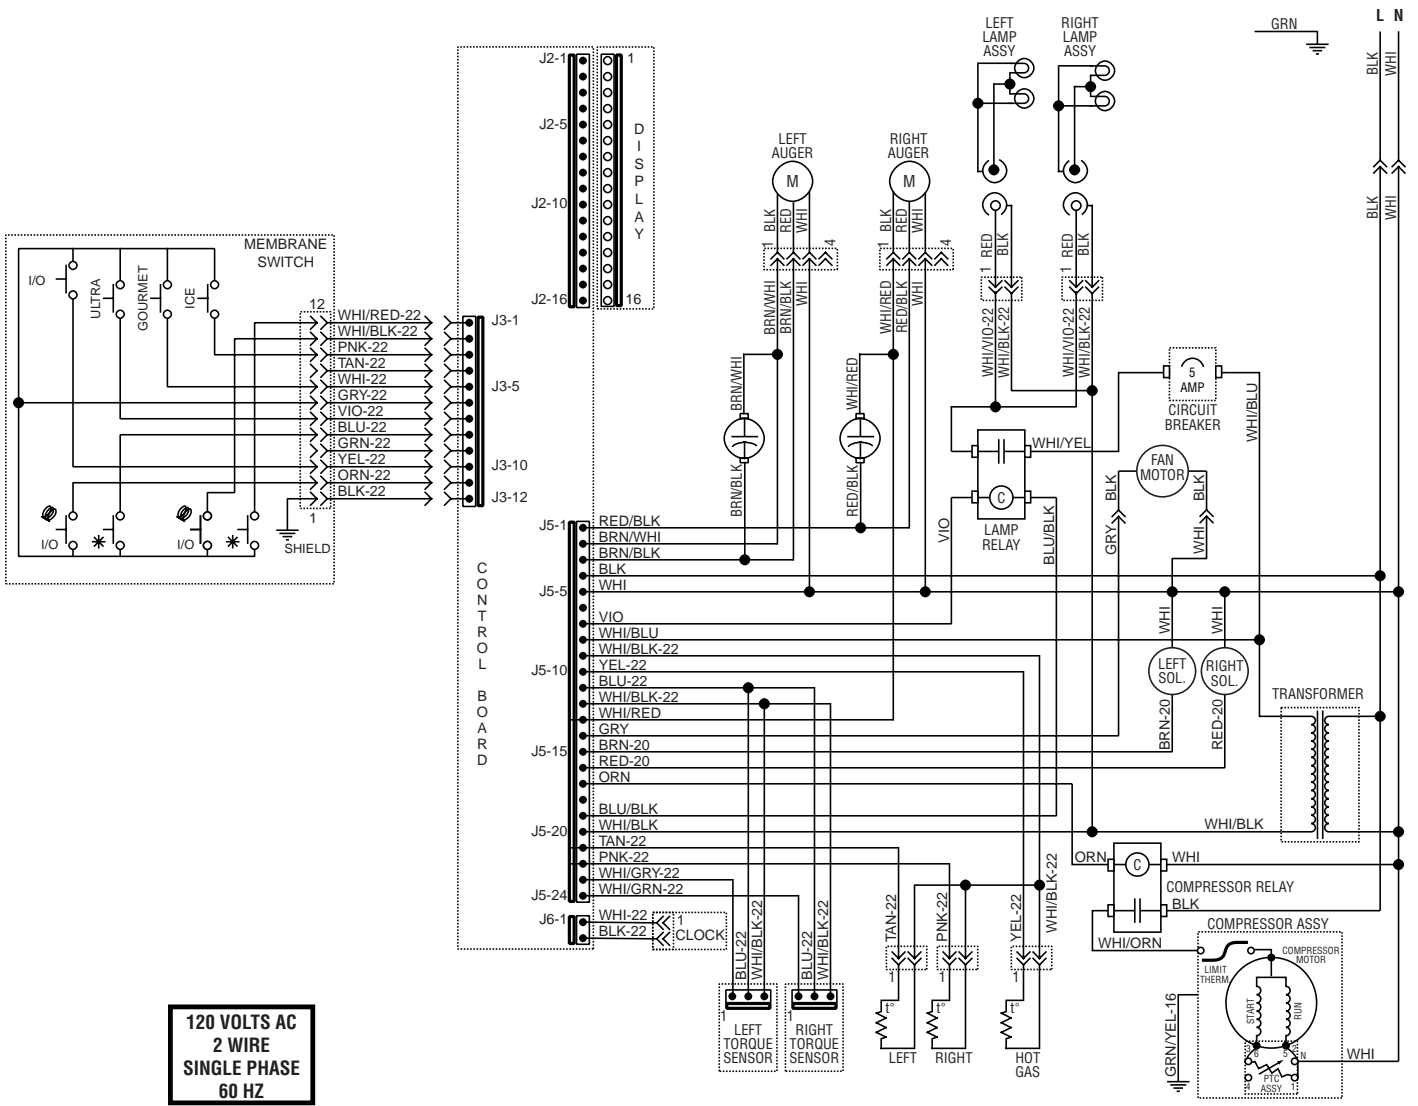 L N
GRN
BLK
WHI
BLK
WHI
LEFT
LAMP
ASSY
RIGHT
LAMP
ASSY
J2-1
J2-5
J2-10
J2-16
1
16
DISPLAY
LEFT
AUGER
M
BLK
RED
WHI
1
4
BRN/WHI
BRN/BLK
WHI
RIGHT
AUGER
M
BLK
RED
WHI
1
4
WHI/RED
RED/BLK
WHI
1 RED
BLK
1 RED
BLK
WHI/VIO-22
WHI/BLK-22
WHI/VIO-22
WHI/BLK-22
BRN/WHI
BRN/BLK
WHI/RED
RED/BLK
MEMBRANE
SWITCH
I/O
ULTRA
GOURMET
ICE
12
WHI/RED-22
WHI/BLK-22
PNK-22
TAN-22
WHI-22
GRY-22
VIO-22
BLU-22
GRN-22
YEL-22
ORN-22
BLK-22
1
SHIELD
I/O
I/O
J3-1
J3-5
J3-10
J3-12
5
AMP
CIRCUIT
BREAKER
WHI/BLU
WHI/YEL
C
LAMP
RELAY
VIO
BLU/BLK
FAN
MOTOR
BLK
GRY
BLK
WHI
CONTROL BOARD
J5-1
J5-5
J5-10
J5-15
J5-20
J5-24
J6-1
RED/BLK
BRN/WHI
BRN/BLK
BLK
WHI
VIO
WHI/BLU
WHI/BLK-22
YEL-22
BLU-22
WHI/BLK-22
WHI/RED
GRY
BRN-20
RED-20
ORN
BLU/BLK
WHI/BLK
TAN-22
PNK-22
WHI/GRY-22
WHI/GRN-22
WHI-22
BLK-22
1
CLOCK
WHI
LEFT
SOL.
BRN-20
WHI
RIGHT
SOL.
RED-20
TRANSFORMER
WHI/BLK
ORN
C
WHI
COMPRESSOR RELAY
BLK
WHI/ORN
COMPRESSOR ASSY
LIMIT
THERM.
COMPRESSOR
MOTOR
START
RUN
3
6
5
2
N
WHI
4
1
PTC
ASSY
GRN/YEL-16
BLU-22
WHI/BLK-22
1
LEFT
TORQUE
SENSOR
BLU-22
WHI/BLK-22
1
RIGHT
TORQUE
SENSOR
TAN-22
1
t°
LEFT
PNK-22
1
t°
RIGHT
YEL-22
WHI/BLK-22
1
t°
HOT
GAS
120 VOLTS AC
2 WIRE
SINGLE PHASE
60 HZ